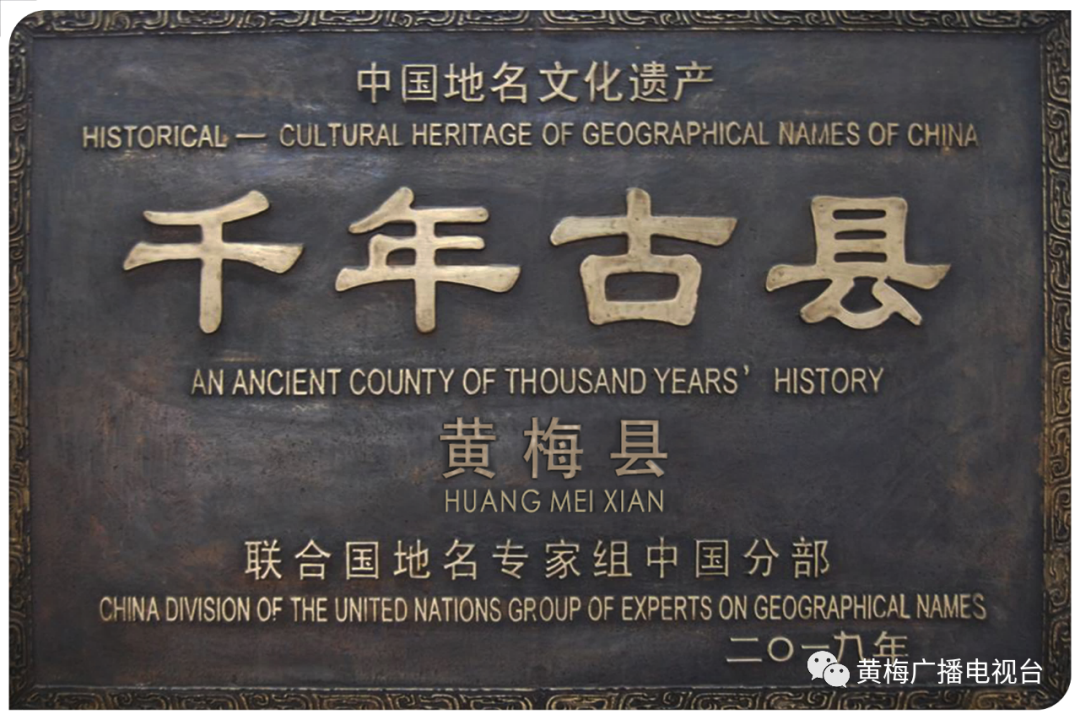 中国地名文化遗产
HISTORICAL — CULTURAL HERITAGE OF GEOGRAPHICAL NAMES OF CHINA
千年古县
AN ANCIENT COUNTY OF THOUSAND YEARS' HISTORY
黄梅县
HUANG MEI XIAN
联合国地名专家组中国分部
CHINA DIVISION OF THE UNITED NATIONS GROUP OF EXPERTS ON GEOGRAPHICAL NAMES
二〇一九年
黄梅广播电视台